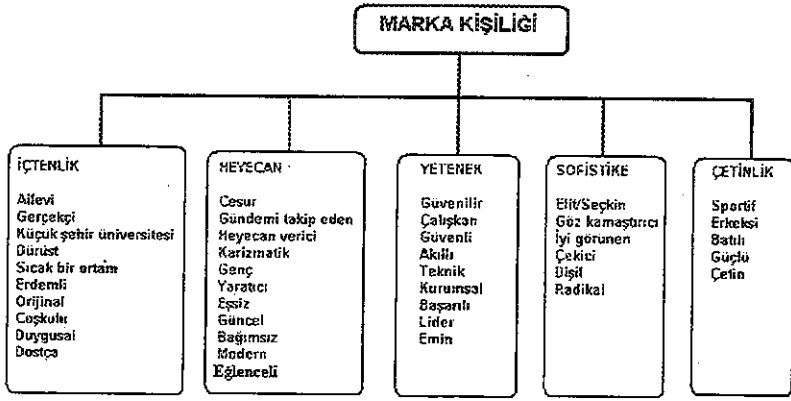 MARKA KİŞİLİĞİ
İÇTENLİK
Ailevi
Gerçekçi
Küçük şehir üniversitesi
Dürüst
Sıcak bir ortam
Erdemli
Orijinal
Coşkulu
Duygusal
Dostça
HEYECAN
Cesur
Gündemi takip eden
Heyecan verici
Karizmatik
Genç
Yaratıcı
Eşsiz
Güncel
Bağımsız
Modern
Eğlenceli
YETENEK
Güvenilir
Çalışkan
Güvenli
Akıllı
Teknik
Kurumsal
Başarılı
Lider
Emin
SOFİSTİKE
Elit/Seçkin
Göz kamaştırıcı
İyi görünen
Çekici
Dişil
Radikal
ÇETİNLİK
Sportif
Erkeksi
Batılı
Güçlü
Çetin